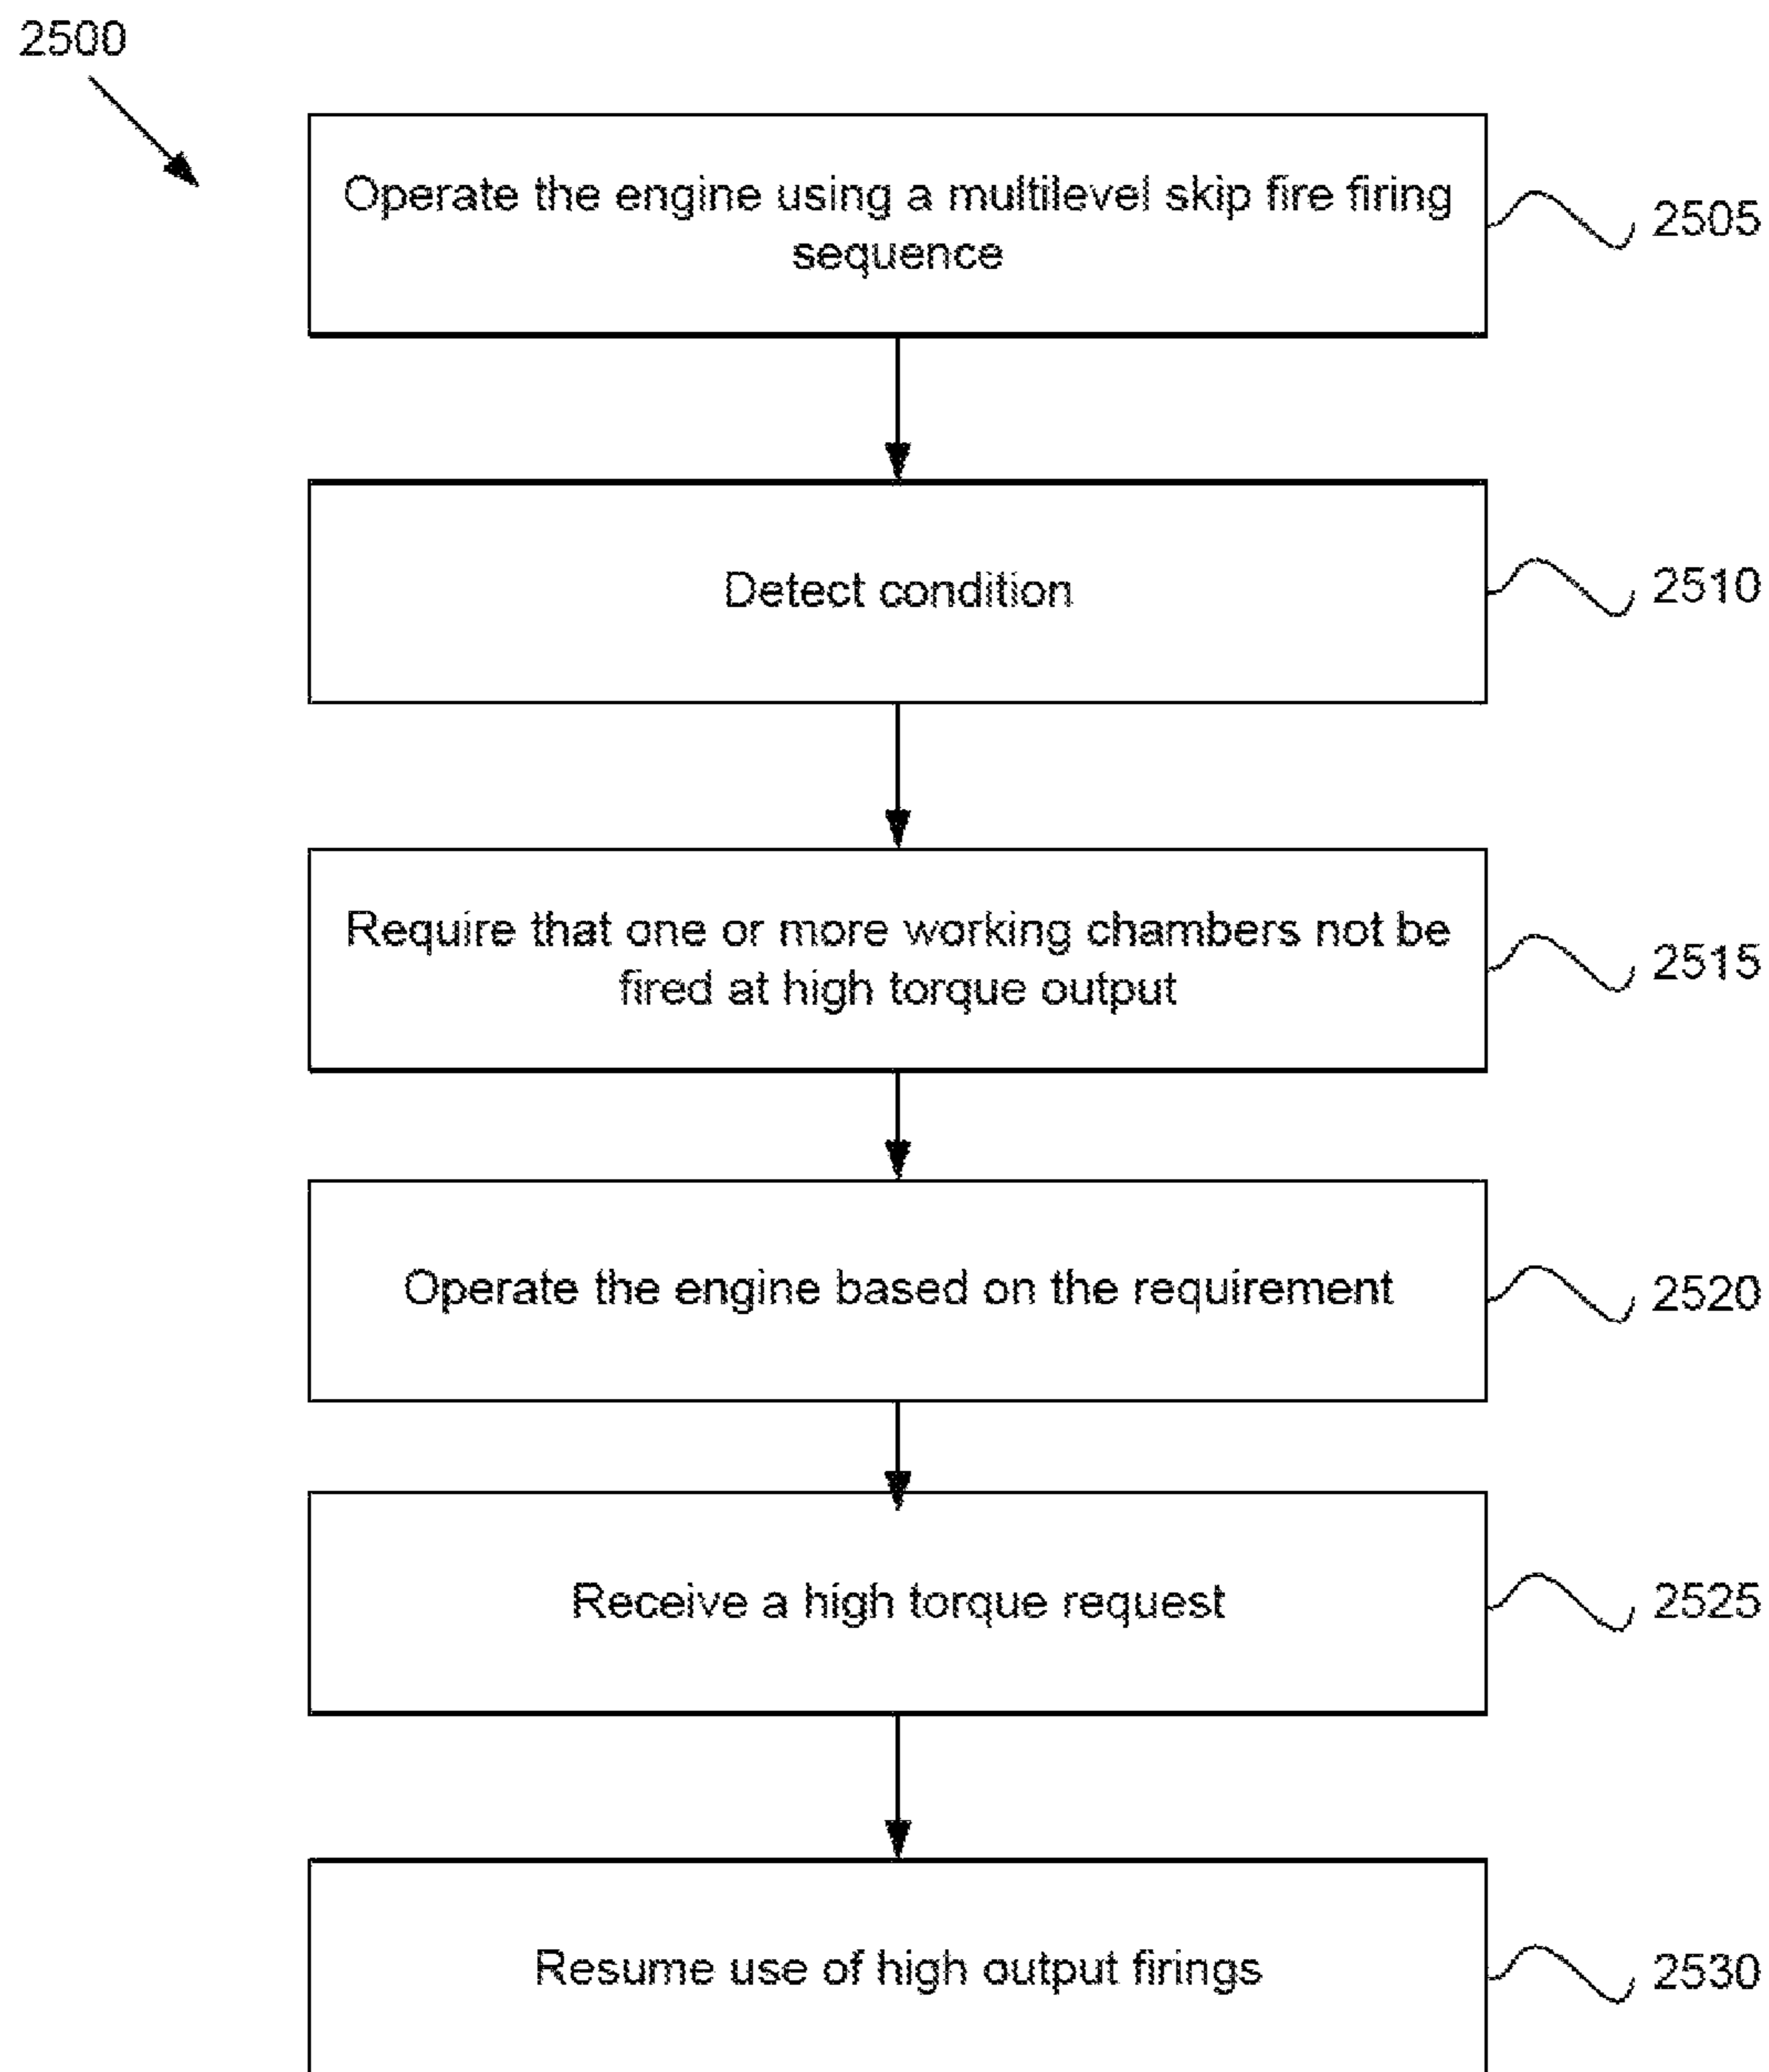 2500
Operate the engine using a multilevel skip fire firing
sequence
2505
Detect condition
2510
Require that one or more working chambers not be
fired at high torque output
2515
Operate the engine based on the requirement
2520
Receive a high torque request
2525
Resume use of high output firings
2530